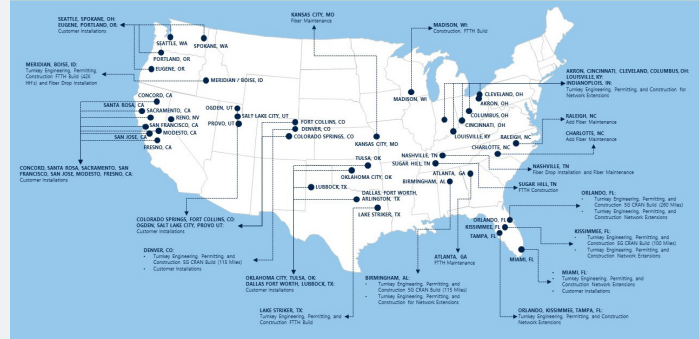 SEATTLE, SPOKANE, OH:
EUGENE, PORTLAND, OR:
Customer Installations
KANSAS CITY, MO
Fiber Maintenance
MADISON, WI:
Construction, FTTH Build
SEATTLE, WA
SPOKANE, WA
PORTLAND, OR
EUGENE, OR
MERIDIAN, BOISE, ID:
Turnkey Engineering, Permitting,
Construction FTTH Build (42K
HH's) and Fiber Drop Installation
MERIDIAN / BOISE, ID
MADISON, WI
CLEVELAND, OH
AKRON, OH
COLUMBUS, OH
CINCINNATI, OH
LOUISVILLE, KY
ARRON, CINCINNATI, CLEVELAND, COLUMBUS, OH:
LOUISVILLE, KY:
INDIANOPLOIS, IN:
Turnkey Engineering, Permitting, and Construction for
Network Extensions
CONCORD, CA
SANTA ROSA, CA
SACRAMENTO, CA
RENO, NV
SAN FRANCISCO, CA
MODESTO, CA
SAN JOSE, CA
FRESNO, CA
OGDEN, UT
SALT LAKE CITY, UT
PROVO, UT
FORT COLLINS, CO
DENVER, CO
COLORADO SPRINGS, CO
KANSAS CITY, MO
RALEIGH, NC
CHARLOTTE, NC
RALEIGH, NC
Add Fiber Maintenance
CHARLOTTE, NC
Add Fiber Maintenance
CONCORD, SANTA ROSA, SACRAMENTO, SAN
FRANCISCO, SAN JOSE, MODESTO, FRESNO, CA:
Customer Installations
TULSA, OK
OKLAHOMA CITY, OK
LUBBOCK, TX
DALLAS, FORT WORTH,
ARLINGTON, TX
LAKE STRIKER, TX
NASHVILLE, TN
SUGAR HILL, TN
ATLANTA, GA
BIRMINGHAM, AL
NASHVILLE, TN
Fiber Drop Installation and Fiber Maintenance
SUGAR HILL, TN
FTTH Construction
ORLANDO, FL:
• Turnkey Engineering, Permitting, and
Construction 5G CRAN Build (260 Miles)
• Turnkey Engineering, Permitting, and
Construction Network Extensions
ORLANDO, FL
KISSIMMEE, FL
TAMPA, FL
MIAMI, FL
KISSIMMEE, FL:
• Turnkey Engineering, Permitting, and
Construction 5G CRAN Build (100 Miles)
• Turnkey Engineering, Permitting, and
Construction Network Extensions
COLORADO SPRINGS, FORT COLLINS, CO:
OGDEN, SALT LAKE CITY, PROVO UT:
Customer Installations
DENVER, CO:
• Turnkey Engineering, Permitting, and
Construction 5G CRAN Build (115 Miles)
• Customer Installations
OKLAHOMA CITY, TULSA, OK:
DALLAS FORT WORTH, LUBBOCK, TX:
Customer Installations
LAKE STRIKER, TX:
Turnkey Engineering, Permitting, and
Construction FTTH Build
BIRMINGHAM, AL:
• Turnkey Engineering, Permitting, and
Construction 5G CRAN Build (115 Miles)
• Turnkey Engineering, Permitting, and
Construction for Network Extensions
ATLANTA, GA
FTTH Maintenance
• MIAMI, FL:
• Turnkey Engineering, Permitting, and
Construction Network Extensions
• Customer Installations
ORLANDO, KISSIMMEE, TAMPA, FL:
Turnkey Engineering, Permitting, and Construction
Network Extensions